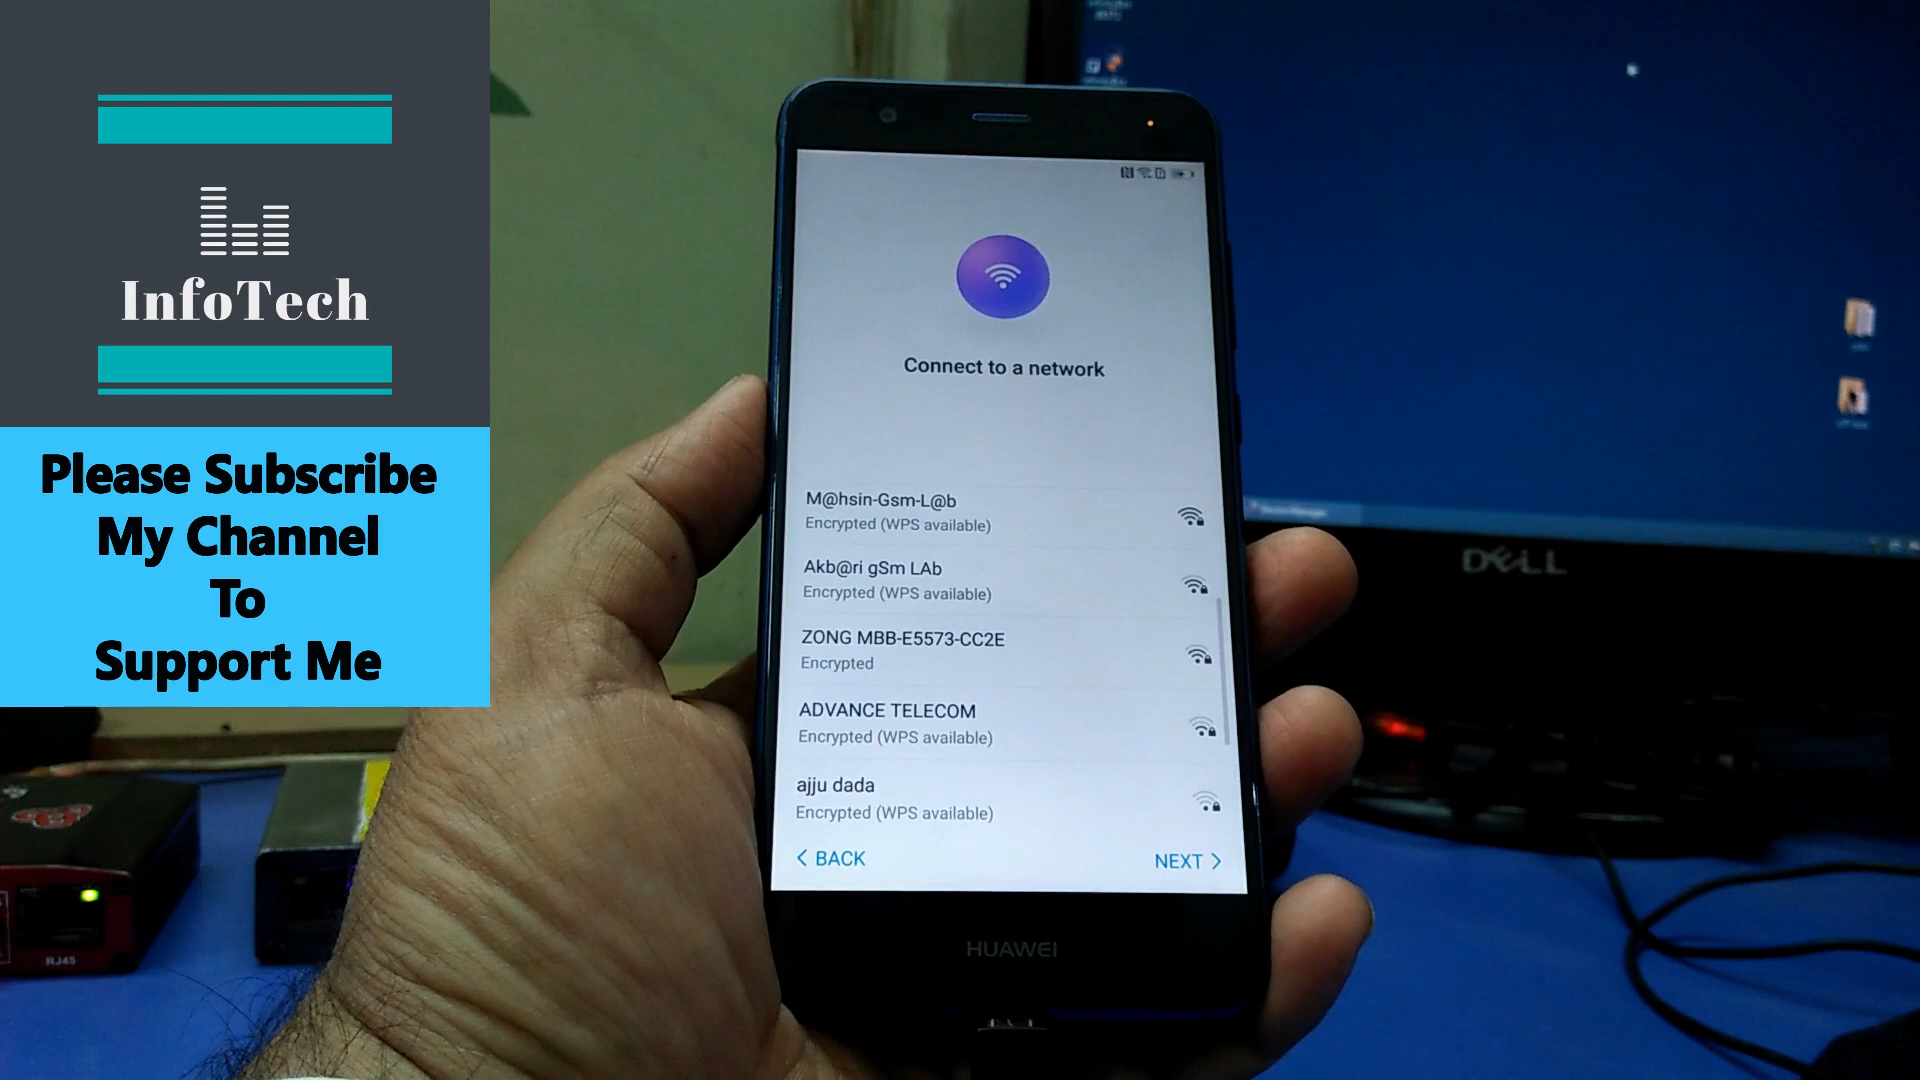 InfoTech
Please Subscribe
My Channel
To
Support Me
Connect to a network
M@hsin-Gsm-L@b
Encrypted (WPS available)
Akb@ri gSm LAb
Encrypted (WPS available)
ZONG MBB-E5573-CC2E
Encrypted
ADVANCE TELECOM
Encrypted (WPS available)
ajju dada
Encrypted (WPS available)
BACK
NEXT
HUAWEI
DELL
RJ45